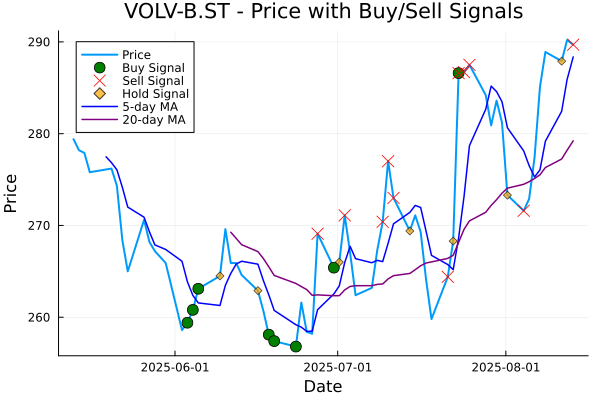 VOLV-B.ST - Price with Buy/Sell Signals
290
280
270
260
Price
Price
Buy Signal
Sell Signal
Hold Signal
5-day MA
20-day MA
2025-06-01
2025-07-01
2025-08-01
Date